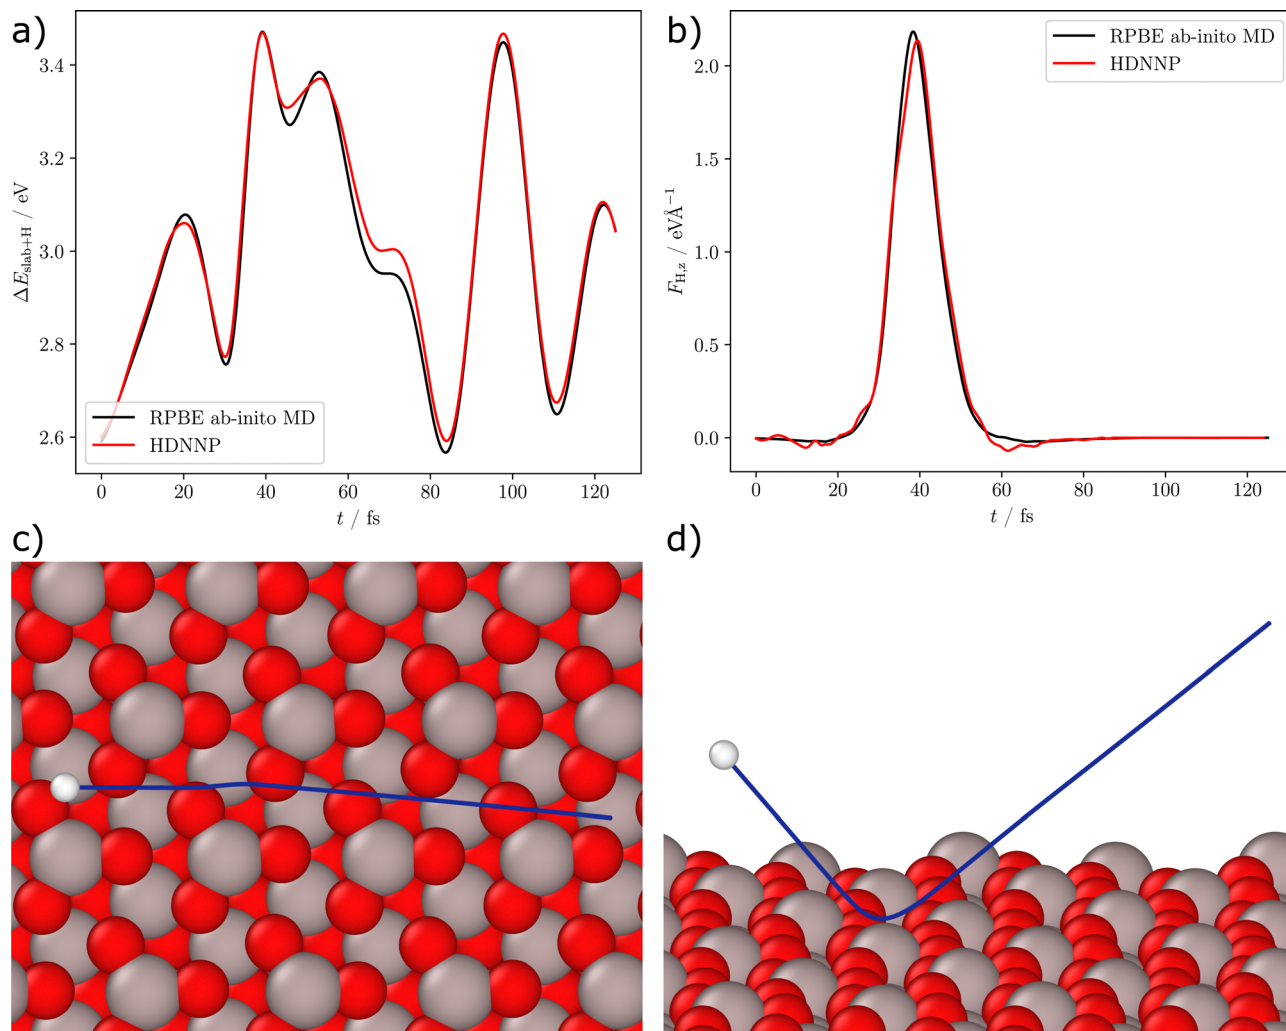 a)
3.4
3.2
3.0
2.8
2.6
ΔE_slab+H / eV
RPBE ab-inito MD
HDNNP
0 20 40 60 80 100 120
t / fs
b)
2.0
1.5
1.0
0.5
0.0
F_H,z / eVÅ⁻¹
RPBE ab-inito MD
HDNNP
0 20 40 60 80 100 120
t / fs
c)
d)